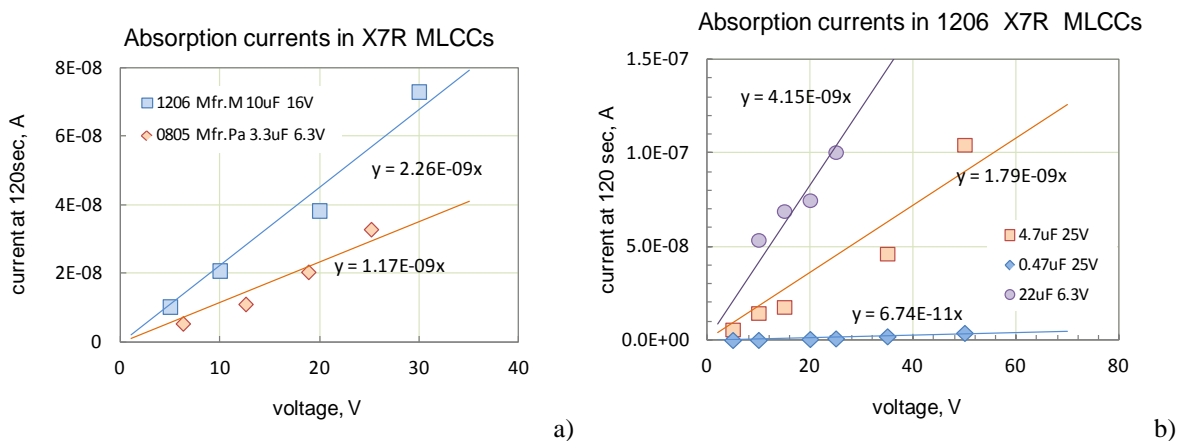 Absorption currents in X7R MLCCs
8E-08
6E-08
4E-08
2E-08
0
current at 120sec, A
1206 Mfr.M 10uF 16V
0805 Mfr.Pa 3.3uF 6.3V
y = 2.26E-09x
y = 1.17E-09x
0 10 20 30 40
voltage, V
a)
Absorption currents in 1206 X7R MLCCs
1.5E-07
1.0E-07
5.0E-08
0.0E+00
current at 120 sec, A
y = 4.15E-09x
y = 1.79E-09x
4.7uF 25V
0.47uF 25V
22uF 6.3V
y = 6.74E-11x
0 20 40 60 80
voltage, V
b)